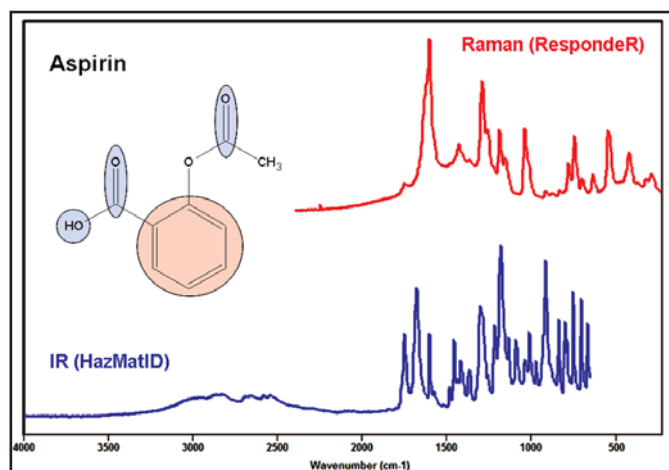 Raman (RespondeR)
Aspirin
O
O
O
CH3
HO
IR (HazMatID)
4000 3500 3000 2500 2000 1500 1000 500
Wavenumber (cm-1)